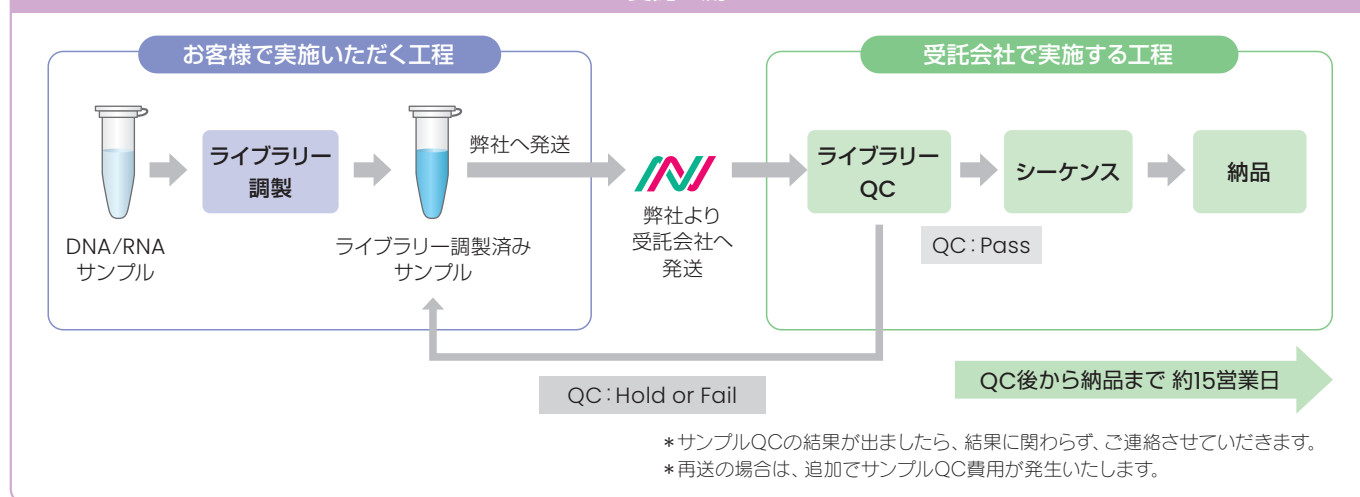 お客様で実施いただく工程
受託会社で実施する工程
ライブラリー
調製
弊社へ発送
ライブラリー
QC
シーケンス
納品
DNA/RNA
サンプル
ライブラリー調製済み
サンプル
弊社より
受託会社へ
発送
QC:Pass
QC:Hold or Fail
QC後から納品まで 約15営業日
*サンプルQCの結果が出ましたら、結果に関わらず、ご連絡させていだきます。
*再送の場合は、追加でサンプルQC費用が発生いたします。